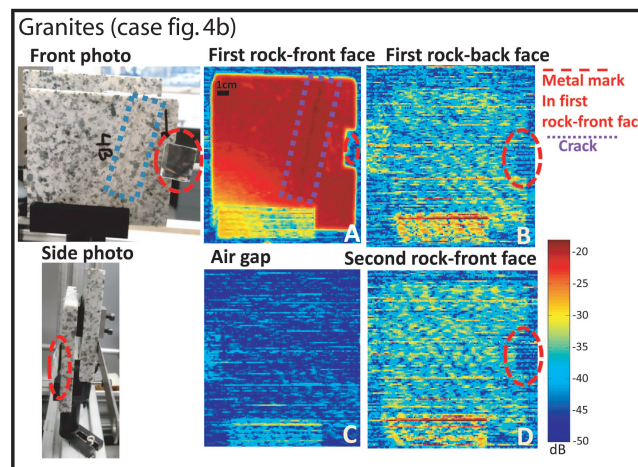 Granites (case fig. 4b)
Front photo
First rock-front face
First rock-back face
1cm
4B
A
B
Metal mark
In first
rock-front fac
Crack
Side photo
Air gap
Second rock-front face
C
D
-20
-25
-30
-35
-40
-45
-50
dB